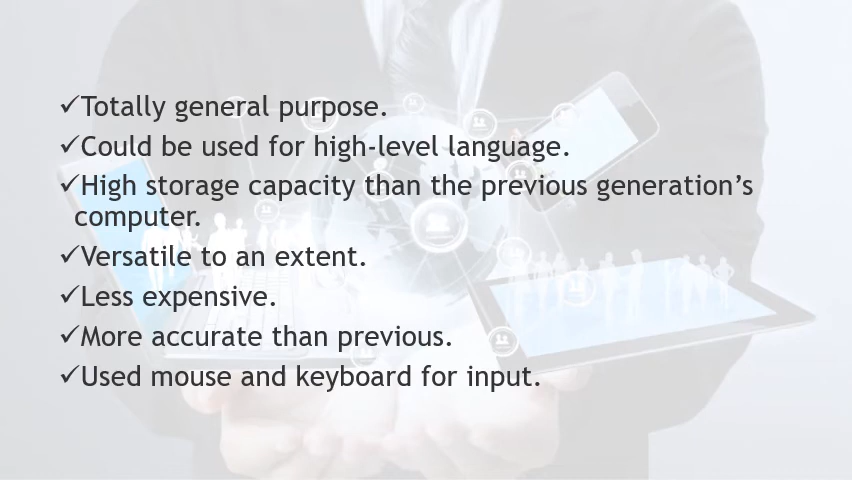 ✓Totally general purpose.
✓Could be used for high-level language.
✓High storage capacity than the previous generation’s
computer.
✓Versatile to an extent.
✓Less expensive.
✓More accurate than previous.
✓Used mouse and keyboard for input.